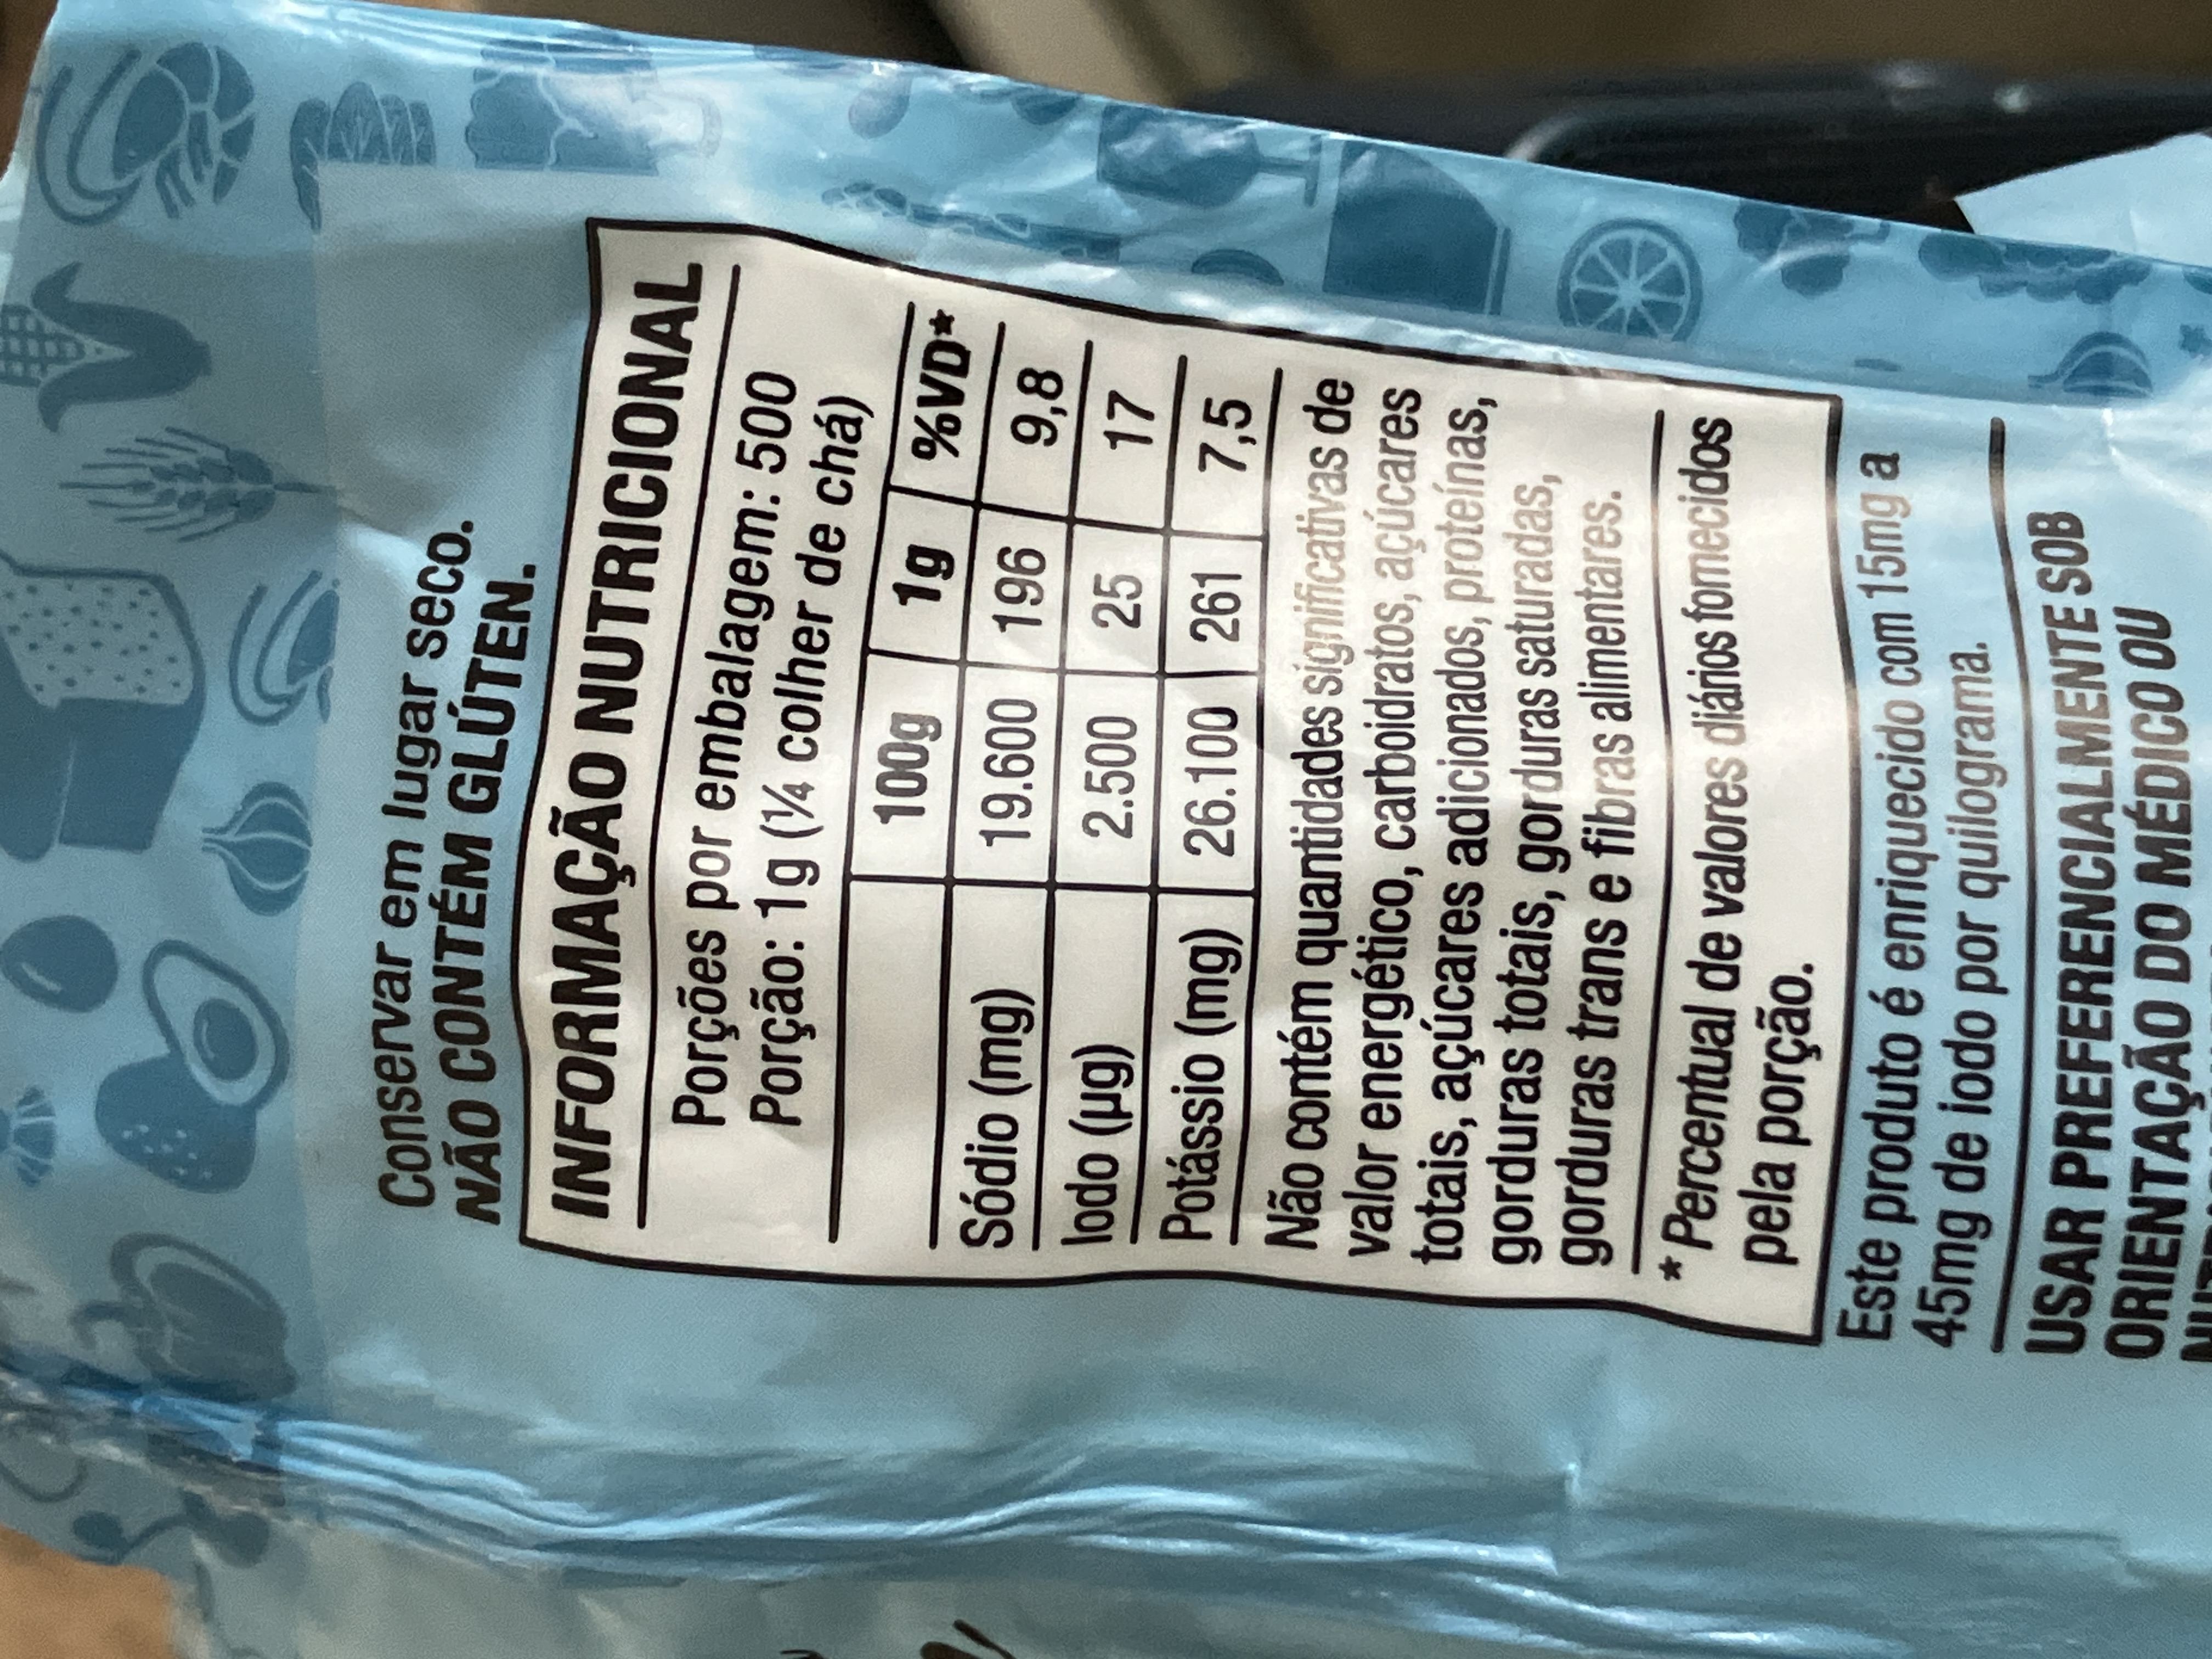 Conservar em lugar seco.
NÃO CONTÉM GLÚTEN.
INFORMAÇÃO NUTRICIONAL
Porções por embalagem: 500
Porção: 1g (¼ colher de chá)
100g 1g %VD*
Sódio (mg) 19.600 196 9,8
Iodo (µg) 2.500 25 17
Potássio (mg) 26.100 261 7,5
Não contém quantidades significativas de
valor energético, carboidratos, açúcares
totais, açúcares adicionados, proteínas,
gorduras totais, gorduras saturadas,
gorduras trans e fibras alimentares.
* Percentual de valores diários fornecidos
pela porção.
Este produto é enriquecido com 15mg a
45mg de iodo por quilograma.
USAR PREFERENCIALMENTE SOB
ORIENTAÇÃO DO MÉDICO OU